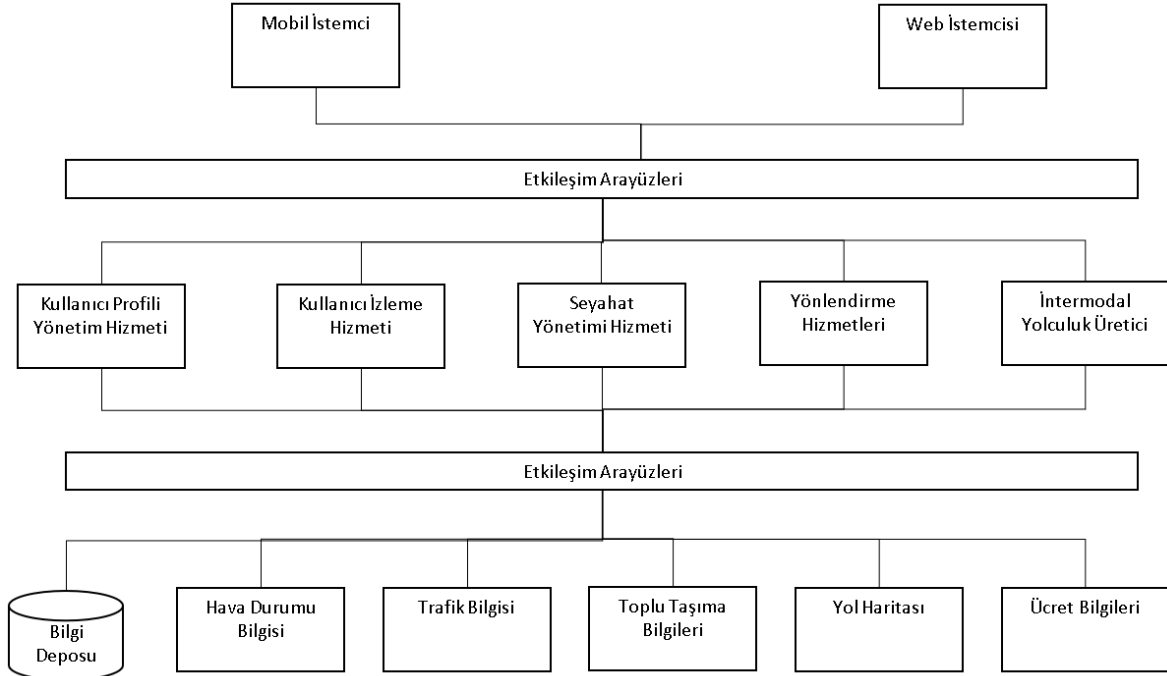 Mobil İstemci
Web İstemcisi
Etkileşim Arayüzleri
Kullanıcı Profili
Yönetim Hizmeti
Kullanıcı İzleme
Hizmeti
Seyahat
Yönetimi Hizmeti
Yönlendirme
Hizmetleri
İntermodal
Yolculuk Üretici
Etkileşim Arayüzleri
Bilgi
Deposu
Hava Durumu
Bilgisi
Trafik Bilgisi
Toplu Taşıma
Bilgileri
Yol Haritası
Ücret Bilgileri